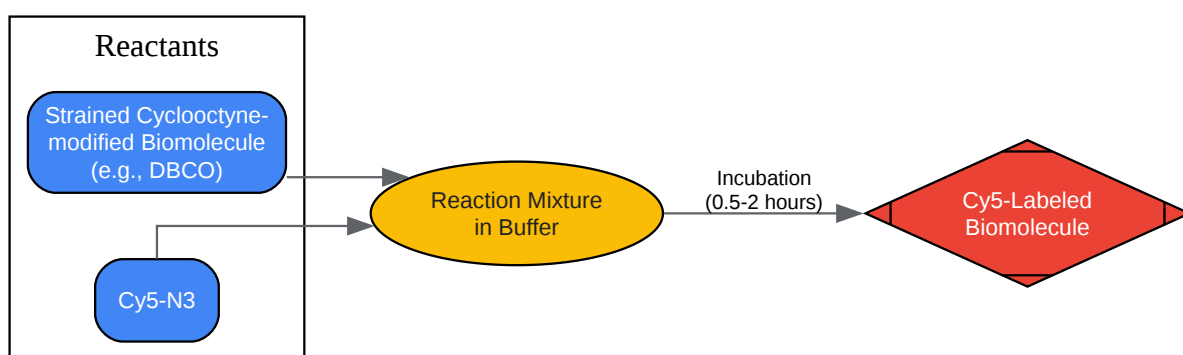 Reactants
Strained Cyclooctyne-
modified Biomolecule
(e.g., DBCO)
Cy5-N3
Reaction Mixture
in Buffer
Incubation
(0.5-2 hours)
Cy5-Labeled
Biomolecule